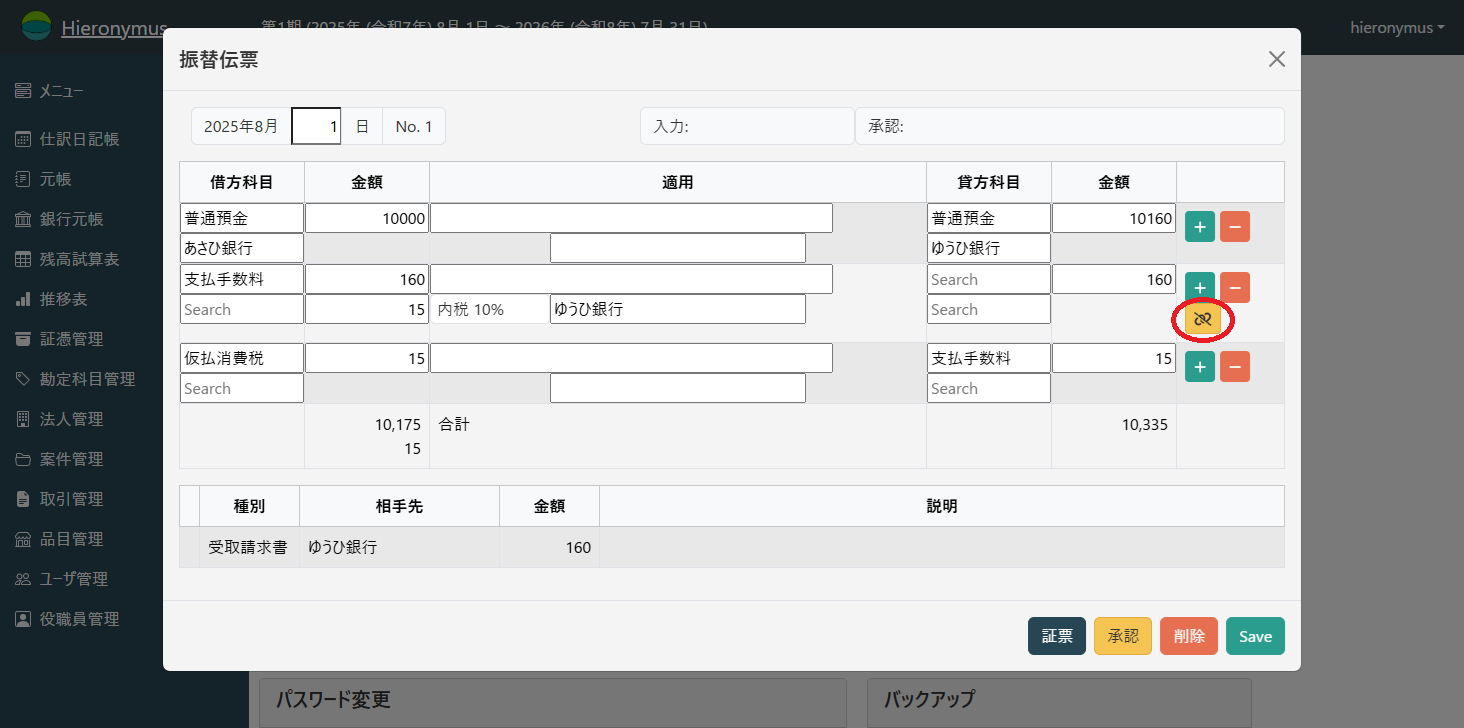 Hieronymus
第1期 (2025年 (令和7年) 8月 1日 ～ 2026年 (令和8年) 7月 31日)
hieronymus
メニュー
仕訳日記帳
元帳
銀行元帳
残高試算表
推移表
証憑管理
勘定科目管理
法人管理
案件管理
取引管理
品目管理
ユーザ管理
役職員管理
振替伝票
2025年8月 1 日 No. 1 入力: 承認:
借方科目 金額 適用 貸方科目 金額
普通預金 10000 普通預金 10160
あさひ銀行 ゆうひ銀行
支払手数料 160 Search 160
Search 15 内税 10% ゆうひ銀行 Search
仮払消費税 15 支払手数料 15
Search Search
10,175 合計 10,335
15
種別 相手先 金額 説明
受取請求書 ゆうひ銀行 160
証票 承認 削除 Save
パスワード変更 バックアップ